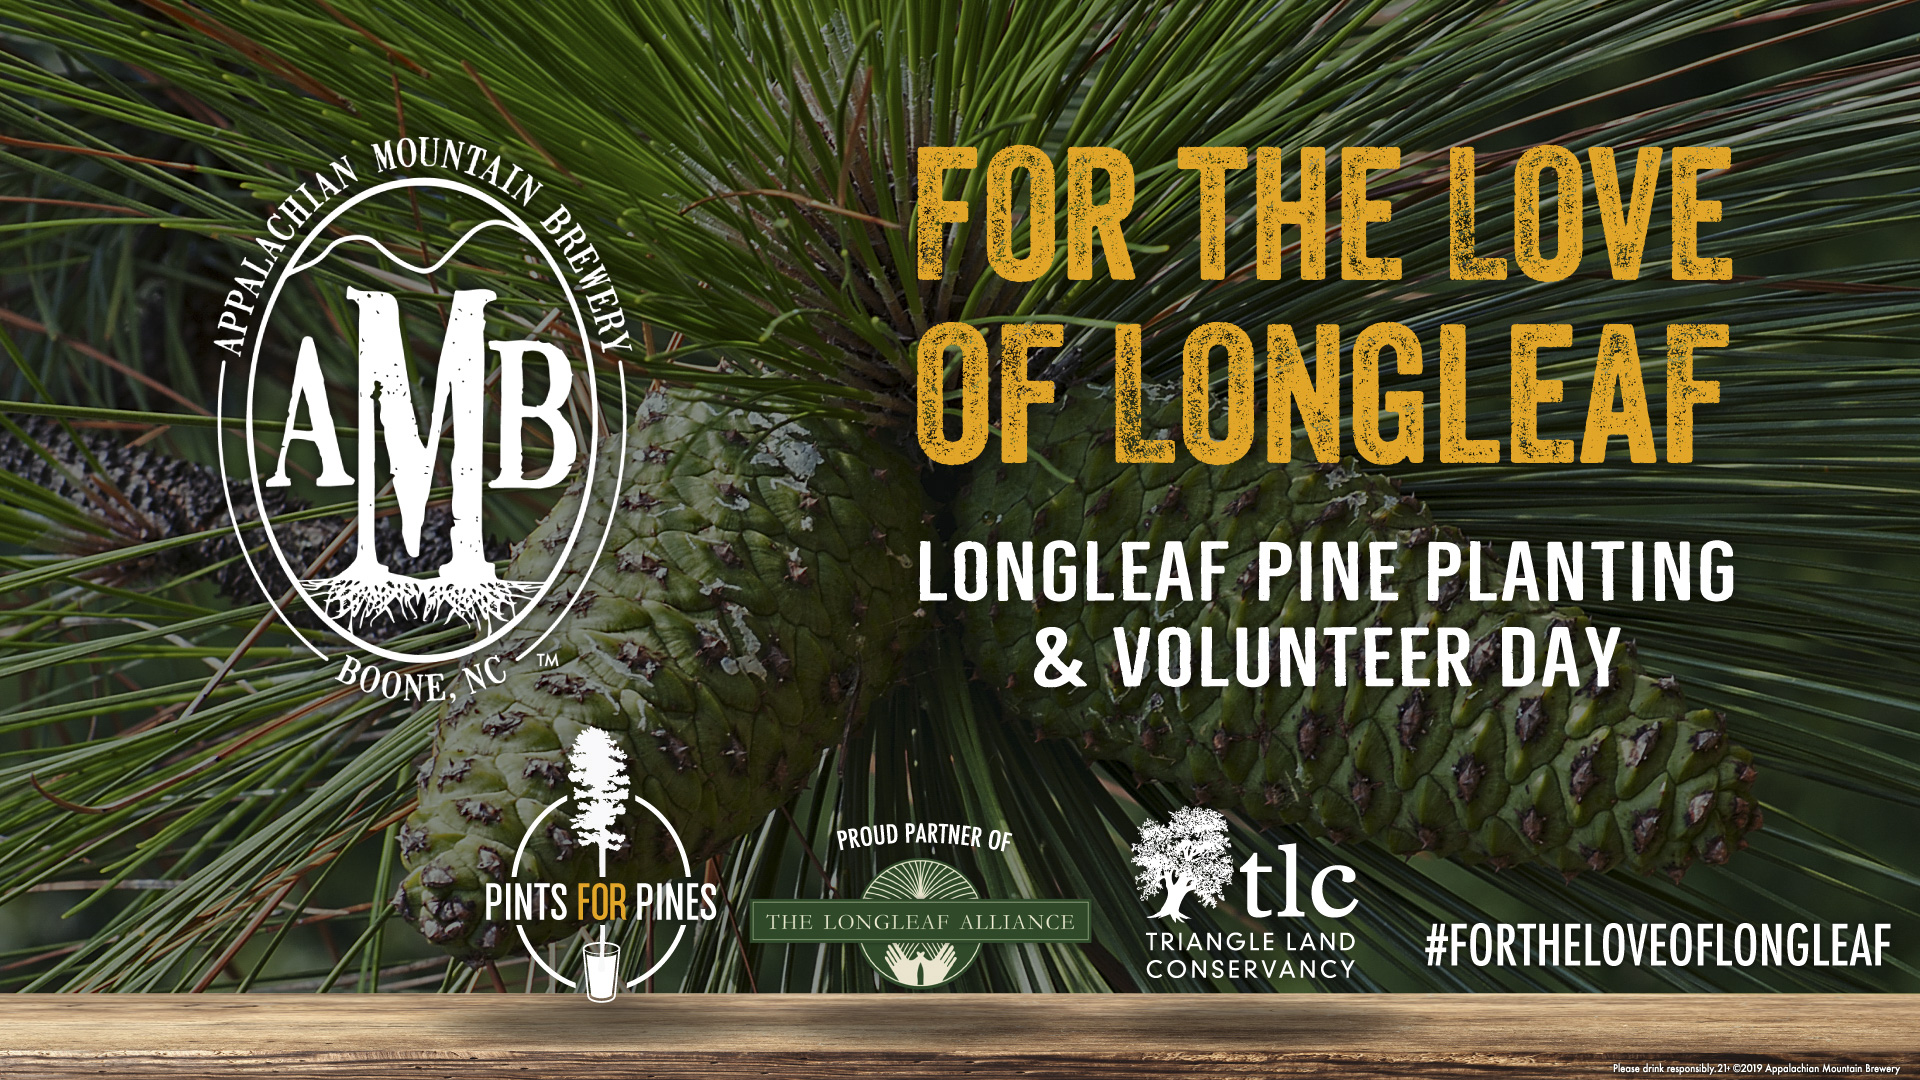 APPALACHIAN MOUNTAIN BREWERY
AMB
BOONE, NC ™
FOR THE LOVE
OF LONGLEAF
LONGLEAF PINE PLANTING
& VOLUNTEER DAY
PINTS FOR PINES
PROUD PARTNER OF
THE LONGLEAF ALLIANCE
tlc
TRIANGLE LAND
CONSERVANCY
#FORTHELOVEOFLONGLEAF
Please drink responsibly. 21+ ©2019 Appalachian Mountain Brewery